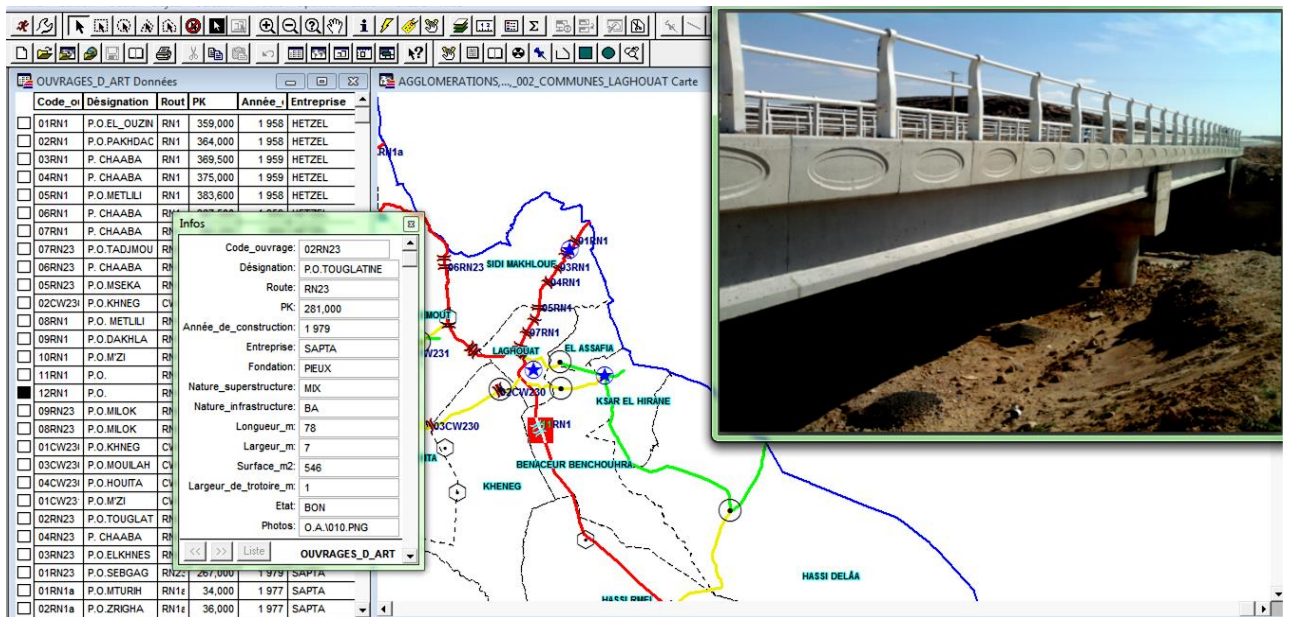 OUVRAGES_D_ART Données
Code_ou Désignation Rout PK Année_ Entreprise
01RN1 P.O.EL_OUZIN RN1 359,000 1 958 HETZEL
02RN1 P.O.PAKHDAC RN1 364,000 1 958 HETZEL
03RN1 P. CHAABA RN1 369,500 1 959 HETZEL
04RN1 P. CHAABA RN1 375,000 1 959 HETZEL
05RN1 P.O.METLILI RN1 383,600 1 958 HETZEL
06RN1 P. CHAABA
07RN1 P. CHAABA
07RN23 P.O.TADJMOU
06RN23 P. CHAABA
05RN23 P.O.MSEKA
02CW23 P.O.KHNEG
08RN1 P.O. METLILI
09RN1 P.O.DAKHLA
10RN1 P.O.M'ZI
11RN1 P.O.
12RN1 P.O.
09RN23 P.O.MILOK
08RN23 P.O.MILOK
01CW23 P.O.KHNEG
03CW23 P.O.MOUILAH
04CW23 P.O.HOUITA
01CW23 P.O.M'ZI
02RN23 P.O.TOUGLAT
04RN23 P. CHAABA
03RN23 P.O.ELKHNES
01RN23 P.O.SEBGAG RN23 267,000 1 979 SAPTA
01RN1a P.O.MTURIH RN1a 34,000 1 977 SAPTA
02RN1a P.O.ZRIGHA RN1a 36,000 1 977 SAPTA
Infos
Code_ouvrage: 02RN23
Désignation: P.O.TOUGLATINE
Route: RN23
PK: 281,000
Année_de_construction: 1 979
Entreprise: SAPTA
Fondation: PIEUX
Nature_superstructure: MIX
Nature_infrastructure: BA
Longueur_m: 78
Largeur_m: 7
Surface_m2: 546
Largeur_de_trotoire_m: 1
Etat: BON
Photos: O.A.\010.PNG
<< >> Liste OUVRAGES_D_ART
AGGLOMERATIONS,...,_002_COMMUNES_LAGHOUAT Carte
RN1a
01RN1
06RN23 SIDI MAKHLOUF 03RN1
04RN1
05RN1
MOUT
07RN1
W231 LAGHOUAT EL ASSAFIA
02CW230
KSAR EL HIRANE
03CW230
RN1
ITA BENACEUR BENCHOUHRA
KHENEG
HASSI DELÂA
HASSI RMEL